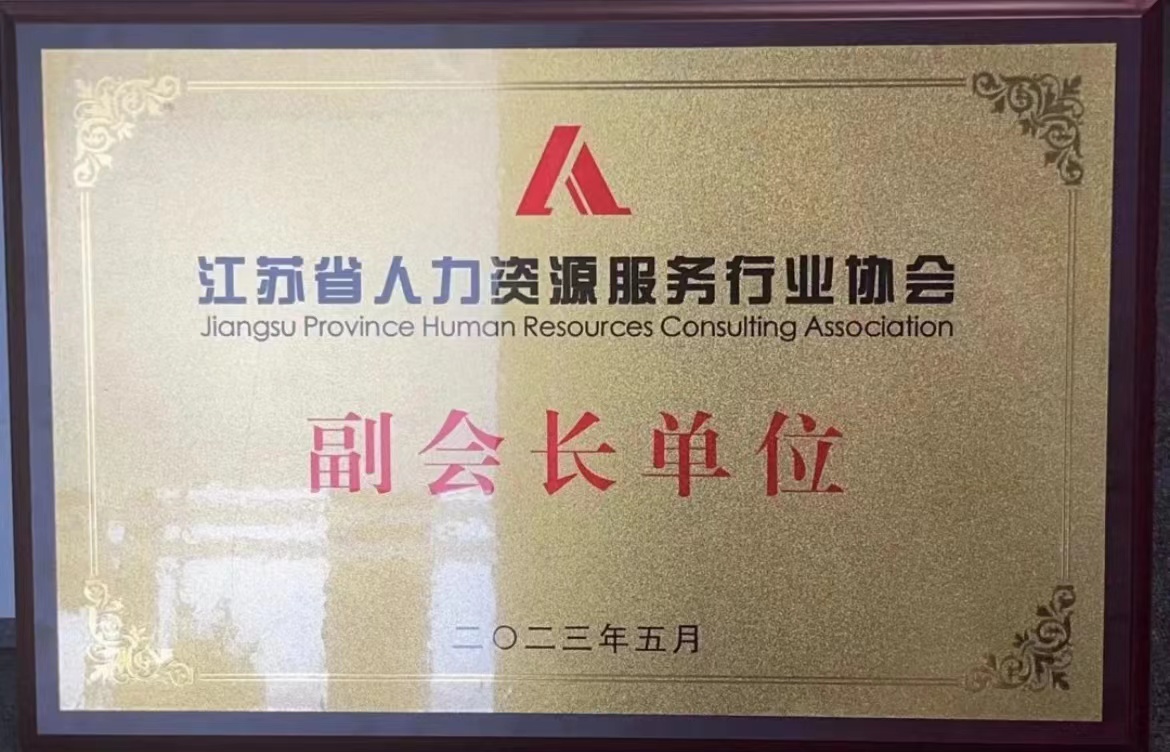 江苏省人力资源服务行业协会
Jiangsu Province Human Resources Consulting Association
副会长单位
二〇二三年五月